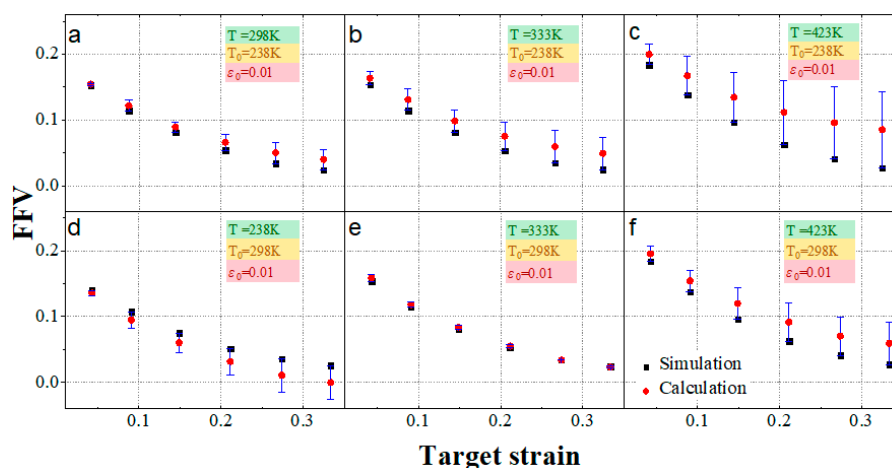 a
T =298K
T₀=238K
ε₀=0.01
b
T =333K
T₀=238K
ε₀=0.01
c
T =423K
T₀=238K
ε₀=0.01
0.2
0.1
0.0
FFV
d
T =238K
T₀=298K
ε₀=0.01
e
T =333K
T₀=298K
ε₀=0.01
f
T =423K
T₀=298K
ε₀=0.01
0.2
0.1
0.0
Simulation
Calculation
0.1 0.2 0.3 0.1 0.2 0.3 0.1 0.2 0.3
Target strain